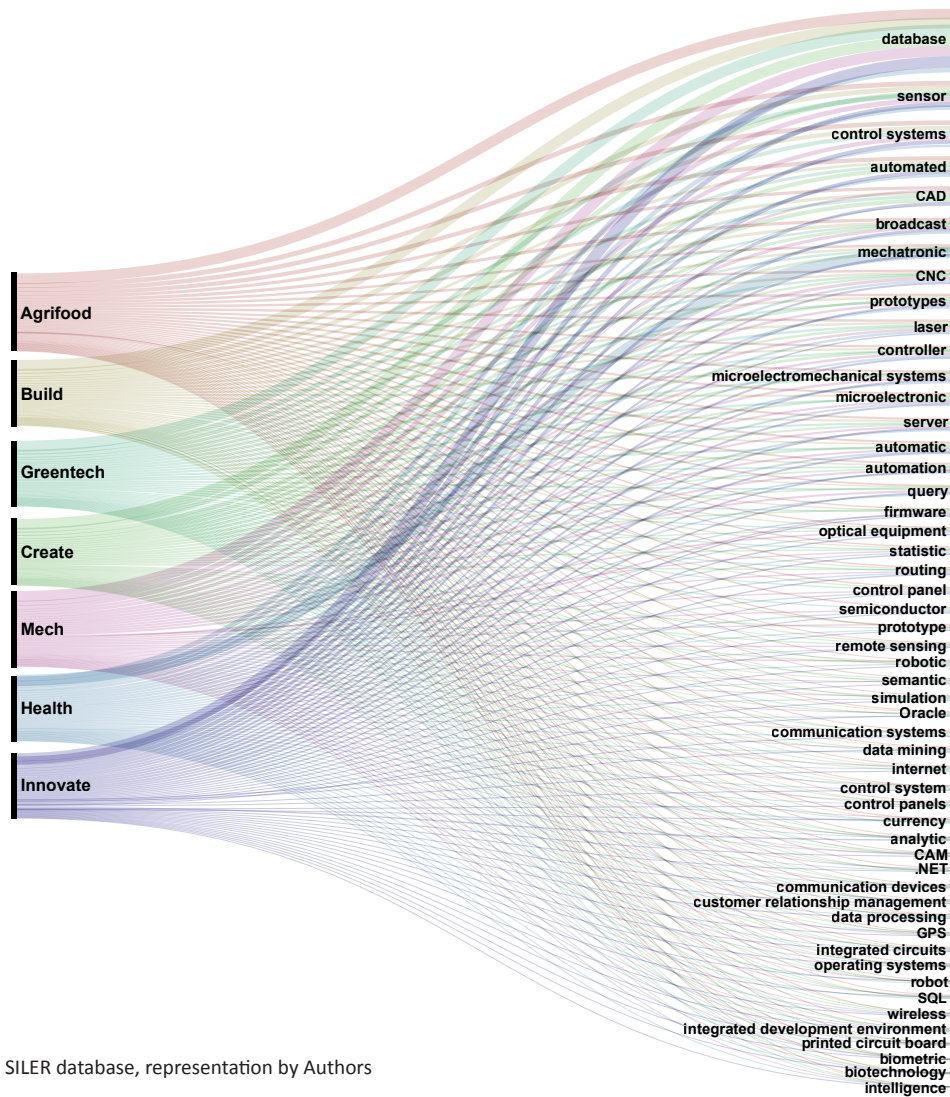 Agrifood
Build
Greentech
Create
Mech
Health
Innovate
database
sensor
control systems
automated
CAD
broadcast
mechatronic
CNC
prototypes
laser
controller
microelectromechanical systems
microelectronic
server
automatic
automation
query
firmware
optical equipment
statistic
routing
control panel
semiconductor
prototype
remote sensing
robotic
semantic
simulation
Oracle
communication systems
data mining
internet
control system
control panels
currency
analytic
CAM
.NET
communication devices
customer relationship management
data processing
GPS
integrated circuits
operating systems
robot
SQL
wireless
integrated development environment
printed circuit board
biometric
biotechnology
intelligence
SILER database, representation by Authors